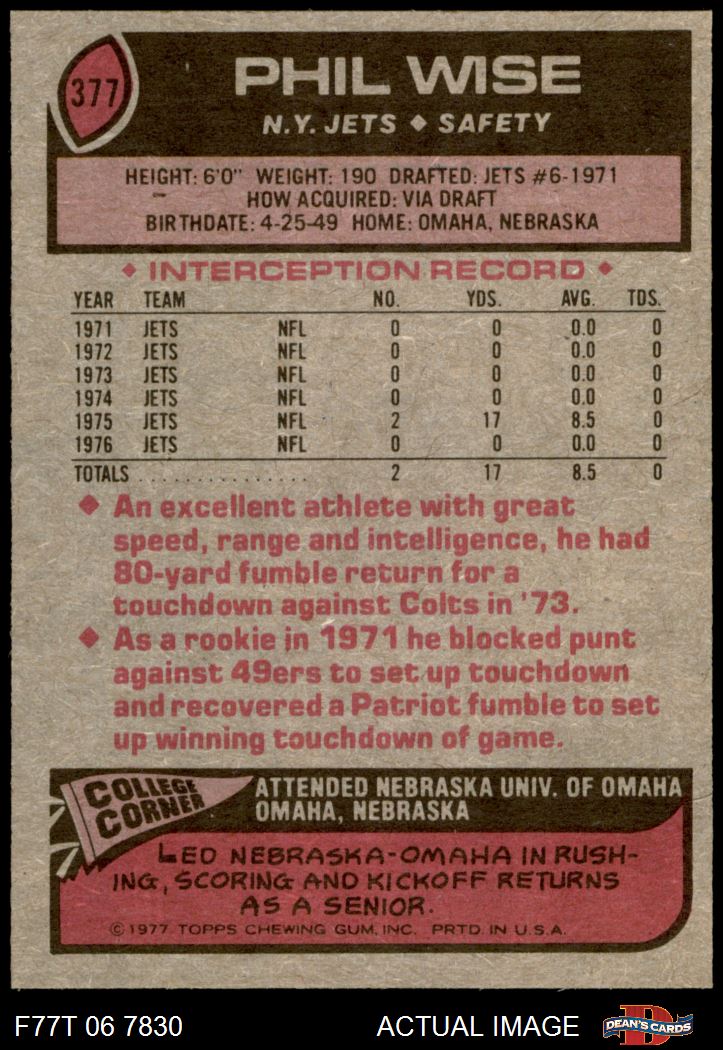 377
PHIL WISE
N.Y. JETS ◆ SAFETY
HEIGHT: 6'0" WEIGHT: 190 DRAFTED: JETS #6-1971
HOW ACQUIRED: VIA DRAFT
BIRTHDATE: 4-25-49 HOME: OMAHA, NEBRASKA
◆ INTERCEPTION RECORD ◆
YEAR TEAM NO. YDS. AVG. TDS.
1971 JETS NFL 0 0 0.0 0
1972 JETS NFL 0 0 0.0 0
1973 JETS NFL 0 0 0.0 0
1974 JETS NFL 0 0 0.0 0
1975 JETS NFL 2 17 8.5 0
1976 JETS NFL 0 0 0.0 0
TOTALS . . . . . . . . . . . . . . . 2 17 8.5 0
◆ An excellent athlete with great
speed, range and intelligence, he had
80-yard fumble return for a
touchdown against Colts in '73.
◆ As a rookie in 1971 he blocked punt
against 49ers to set up touchdown
and recovered a Patriot fumble to set
up winning touchdown of game.
COLLEGE
CORNER
ATTENDED NEBRASKA UNIV. OF OMAHA
OMAHA, NEBRASKA
LED NEBRASKA-OMAHA IN RUSH-
ING, SCORING AND KICKOFF RETURNS
AS A SENIOR.
©1977 TOPPS CHEWING GUM, INC. PRTD. IN U.S.A.
F77T 06 7830 ACTUAL IMAGE
D
DEAN'S CARDS